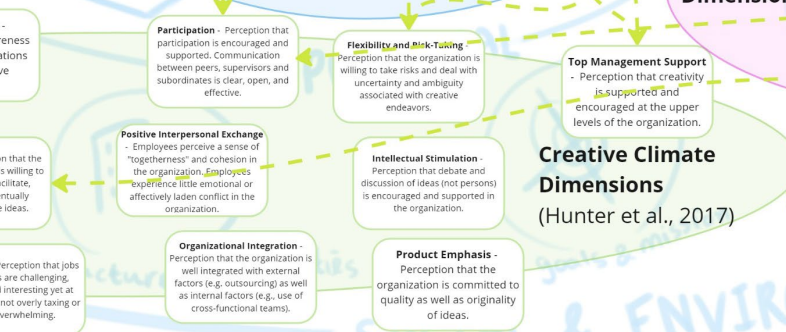 Dimension
-
reness
ations
ve
Participation - Perception that
participation is encouraged and
supported. Communication
between peers, supervisors and
subordinates is clear, open, and
effective.
Flexibility and Risk-Taking -
Perception that the organization is
willing to take risks and deal with
uncertainty and ambiguity
associated with creative
endeavors.
Top Management Support
- Perception that creativity
is supported and
encouraged at the upper
levels of the organization.
n that the
s willing to
cilitate,
entually
e ideas.
Positive Interpersonal Exchange
- Employees perceive a sense of
"togetherness" and cohesion in
the organization. Employees
experience little emotional or
affectively laden conflict in the
organization.
Intellectual Stimulation -
Perception that debate and
discussion of ideas (not persons)
is encouraged and supported in
the organization.
Creative Climate
Dimensions
(Hunter et al., 2017)
erception that jobs
s are challenging,
l interesting yet at
not overly taxing or
verwhelming.
Organizational Integration -
Perception that the organization is
well integrated with external
factors (e.g. outsourcing) as well
as internal factors (e.g., use of
cross-functional teams).
Product Emphasis -
Perception that the
organization is committed to
quality as well as originality
of ideas.
goals & missi
ENVIR